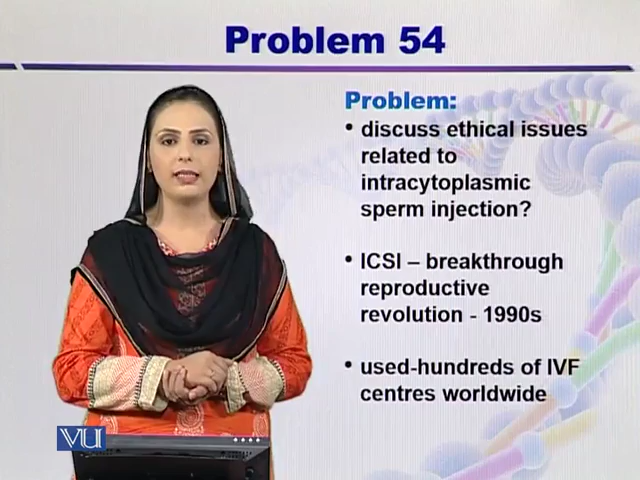 Problem 54
Problem:
• discuss ethical issues
related to
intracytoplasmic
sperm injection?
• ICSI – breakthrough
reproductive
revolution - 1990s
• used-hundreds of IVF
centres worldwide
VU